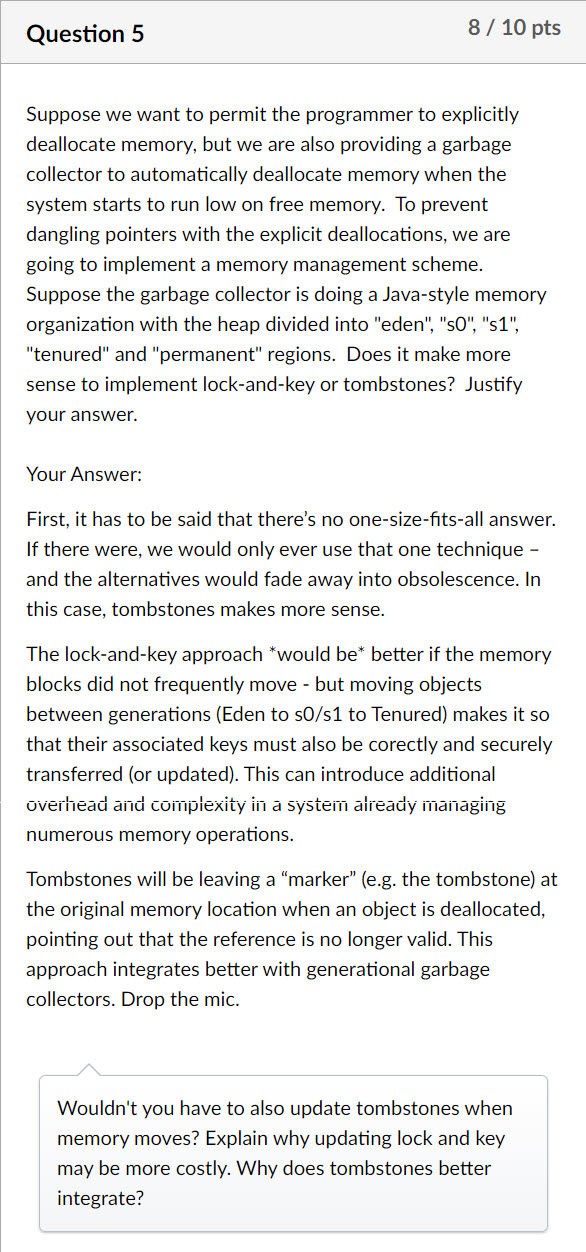 Question 5
8 / 10 pts
Suppose we want to permit the programmer to explicitly
deallocate memory, but we are also providing a garbage
collector to automatically deallocate memory when the
system starts to run low on free memory.  To prevent
dangling pointers with the explicit deallocations, we are
going to implement a memory management scheme.
Suppose the garbage collector is doing a Java-style memory
organization with the heap divided into "eden", "s0", "s1",
"tenured" and "permanent" regions.  Does it make more
sense to implement lock-and-key or tombstones?  Justify
your answer.
Your Answer:
First, it has to be said that there’s no one-size-fits-all answer.
If there were, we would only ever use that one technique –
and the alternatives would fade away into obsolescence. In
this case, tombstones makes more sense.
The lock-and-key approach *would be* better if the memory
blocks did not frequently move - but moving objects
between generations (Eden to s0/s1 to Tenured) makes it so
that their associated keys must also be corectly and securely
transferred (or updated). This can introduce additional
overhead and complexity in a system already managing
numerous memory operations.
Tombstones will be leaving a “marker” (e.g. the tombstone) at
the original memory location when an object is deallocated,
pointing out that the reference is no longer valid. This
approach integrates better with generational garbage
collectors. Drop the mic.
Wouldn't you have to also update tombstones when
memory moves? Explain why updating lock and key
may be more costly. Why does tombstones better
integrate?